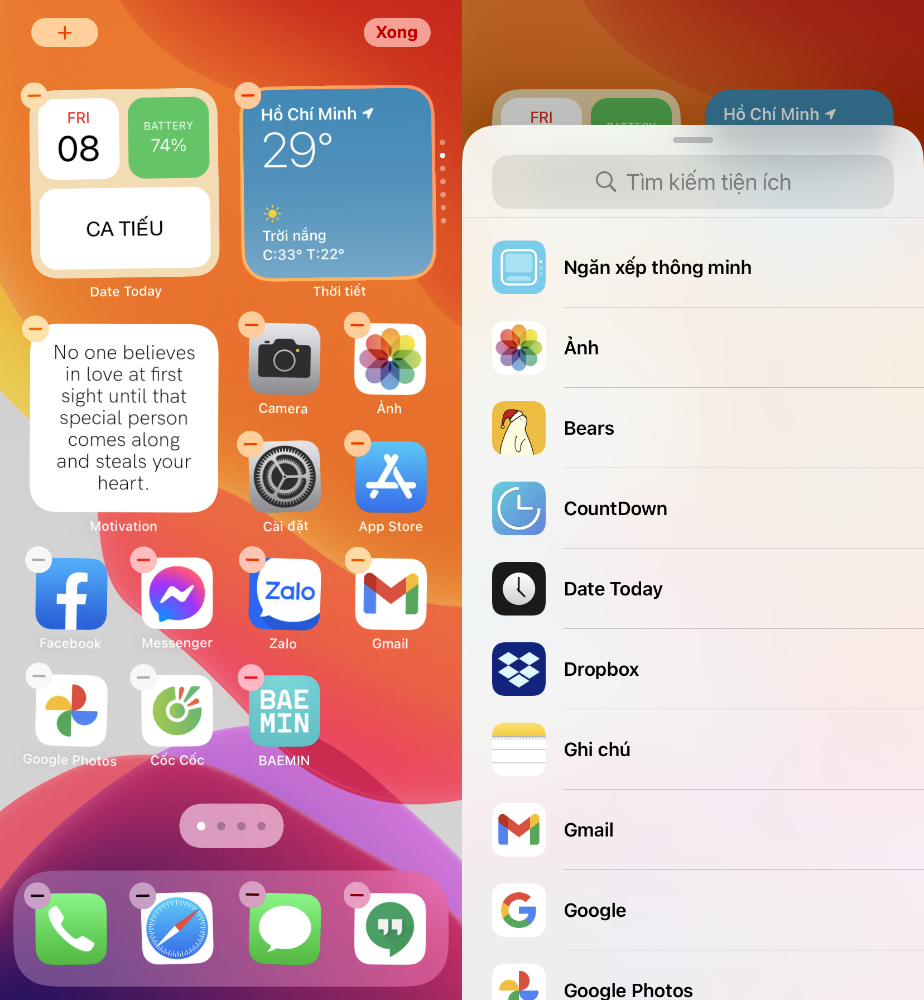 +
Xong
FRI
08
BATTERY
74%
CA TIẾU
Date Today
Hồ Chí Minh
29°
Trời nắng
C:33° T:22°
Thời tiết
No one believes
in love at first
sight until that
special person
comes along
and steals your
heart.
Motivation
Camera
Ảnh
Cài đặt
App Store
Facebook
Messenger
Zalo
Zalo
Gmail
Google Photos
Cốc Cốc
BAE
MIN
BAEMIN
FRI
BATTERY
Hồ Chí Minh
Tìm kiếm tiện ích
Ngăn xếp thông minh
Ảnh
Bears
CountDown
Date Today
Dropbox
Ghi chú
Gmail
Google
Google Photos